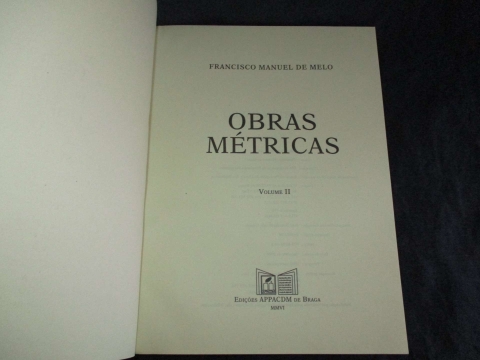 FRANCISCO MANUEL DE MELO
OBRAS
MÉTRICAS
VOLUME II
EDIÇÕES APPACDM DE BRAGA
MMVI